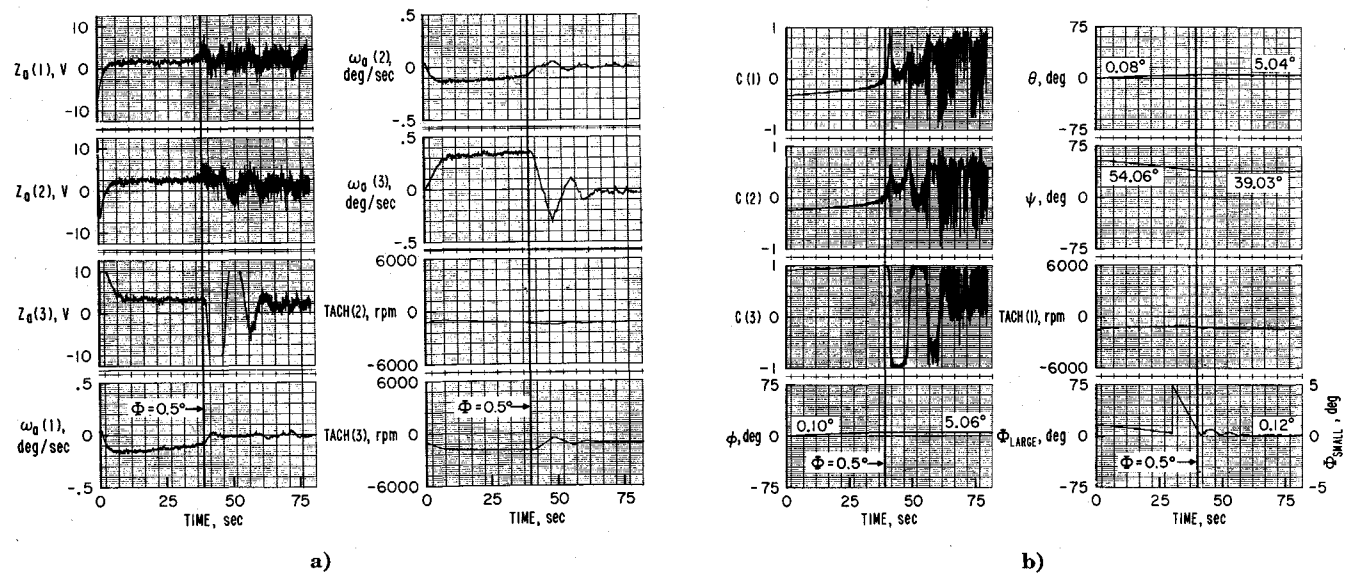 10
0
-10
Z₀(1), V
10
0
-10
Z₀(2), V
10
0
-10
Z₀(3), V
.5
0
-.5
ω₀(1),
deg/sec
Φ=0.5°
0 25 50 75
TIME, sec
.5
0
-.5
ω₀(2),
deg/sec
.5
0
-.5
ω₀(3),
deg/sec
6000
0
-6000
TACH(2), rpm
6000
0
-6000
TACH(3), rpm
Φ=0.5°
0 25 50 75
TIME, sec
a)
1
0
-1
C(1)
1
0
-1
C(2)
1
0
-1
C(3)
75
0
-75
ϕ, deg
0.10°
5.06°
Φ=0.5°
0 25 50 75
TIME, sec
75
0
-75
θ, deg
0.08°
5.04°
75
0
-75
ψ, deg
54.06°
39.03°
6000
0
-6000
TACH(1), rpm
75
0
-75
Φ LARGE, deg
0.12°
Φ=0.5°
5
0
-5
Φ SMALL, deg
0 25 50 75
TIME, sec
b)